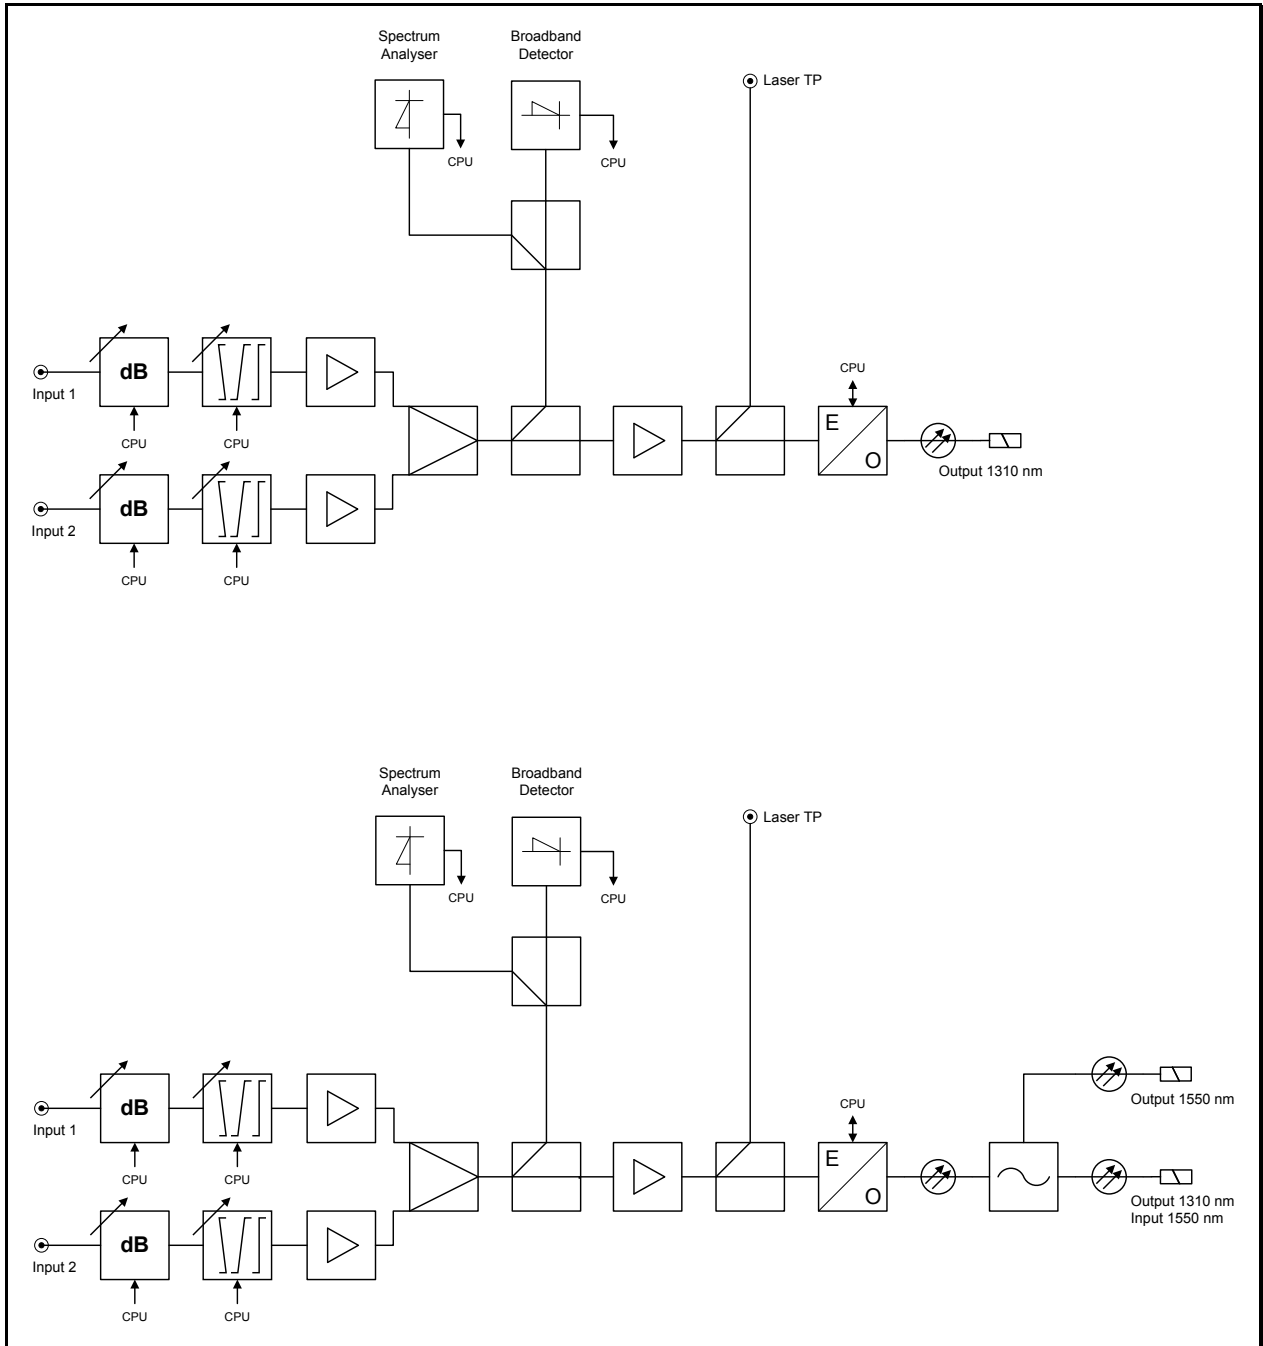 Spectrum
Analyser
Broadband
Detector
Laser TP
CPU
CPU
CPU
dB
Input 1
CPU
CPU
E
O
Output 1310 nm
dB
Input 2
CPU
CPU
Spectrum
Analyser
Broadband
Detector
Laser TP
CPU
CPU
Output 1550 nm
CPU
dB
Input 1
CPU
CPU
E
O
Output 1310 nm
Input 1550 nm
dB
Input 2
CPU
CPU